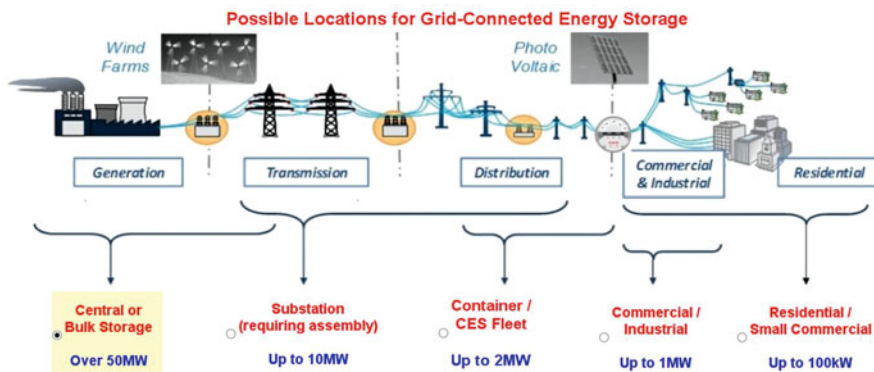 Possible Locations for Grid-Connected Energy Storage
Wind
Farms
Photo
Voltaic
Generation
Transmission
Distribution
Commercial
& Industrial
Residential
Central or
Bulk Storage
Over 50MW
Substation
(requiring assembly)
Up to 10MW
Container /
CES Fleet
Up to 2MW
Commercial /
Industrial
Up to 1MW
Residential /
Small Commercial
Up to 100kW